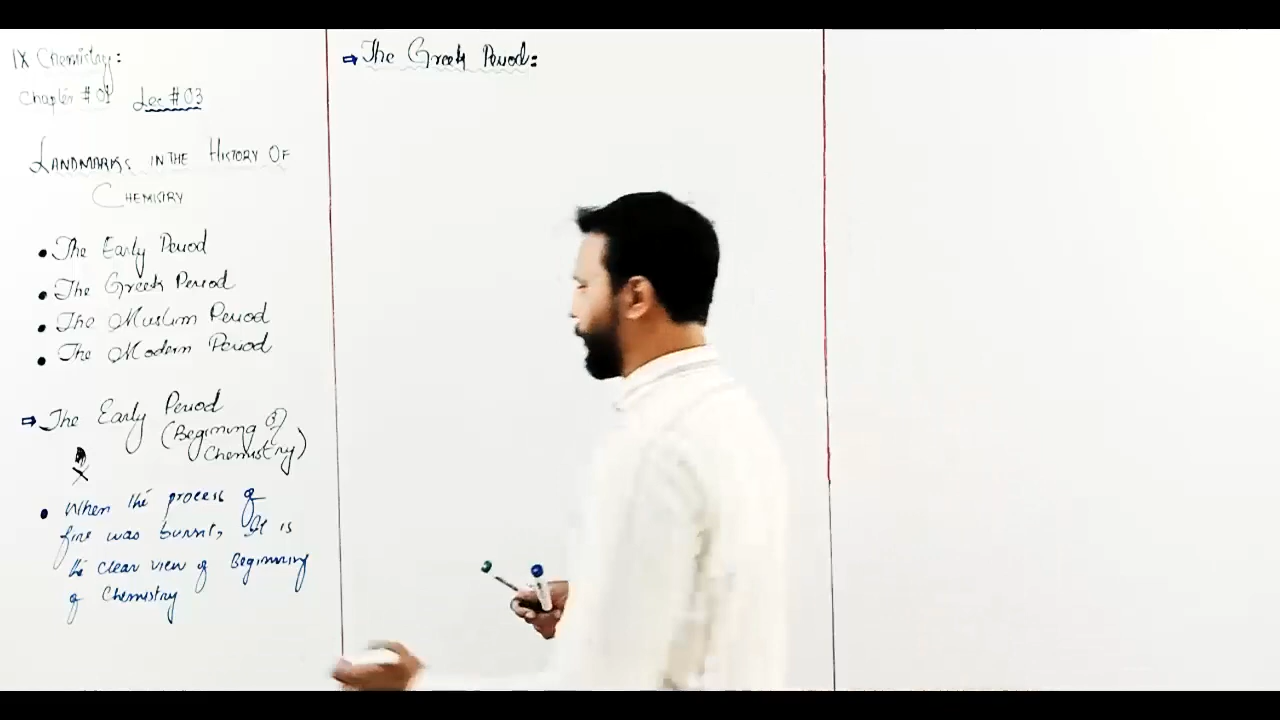 IX Chemistry:
Chapter #01 Lec #03
LANDMARKS IN THE HISTORY OF
CHEMISTRY
• The Early Period
• The Greek Period
• The Muslim Period
• The Modern Period
⇒ The Early Period
(Begining Of
Chemistry)
• When the process of
fire was burnt, It is
the clear view of Beginning
of Chemistry
⇒ The Greek Period: